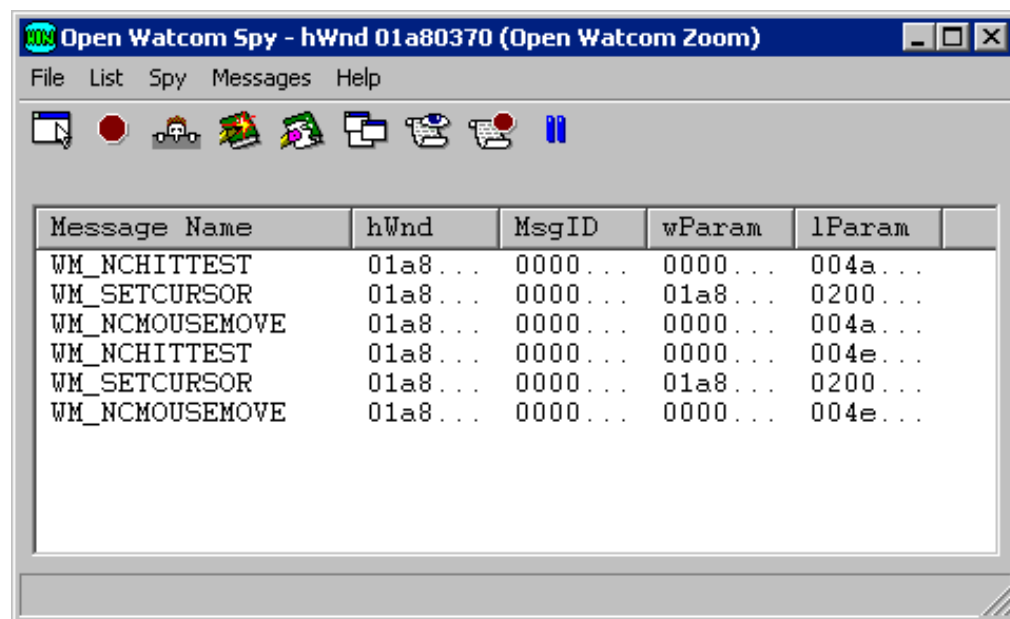 Open Watcom Spy - hWnd 01a80370 (Open Watcom Zoom)
File List Spy Messages Help
Message Name hWnd MsgID wParam lParam
WM_NCHITTEST 01a8... 0000... 0000... 004a...
WM_SETCURSOR 01a8... 0000... 01a8... 0200...
WM_NCMOUSEMOVE 01a8... 0000... 0000... 004a...
WM_NCHITTEST 01a8... 0000... 0000... 004e...
WM_SETCURSOR 01a8... 0000... 01a8... 0200...
WM_NCMOUSEMOVE 01a8... 0000... 0000... 004e...